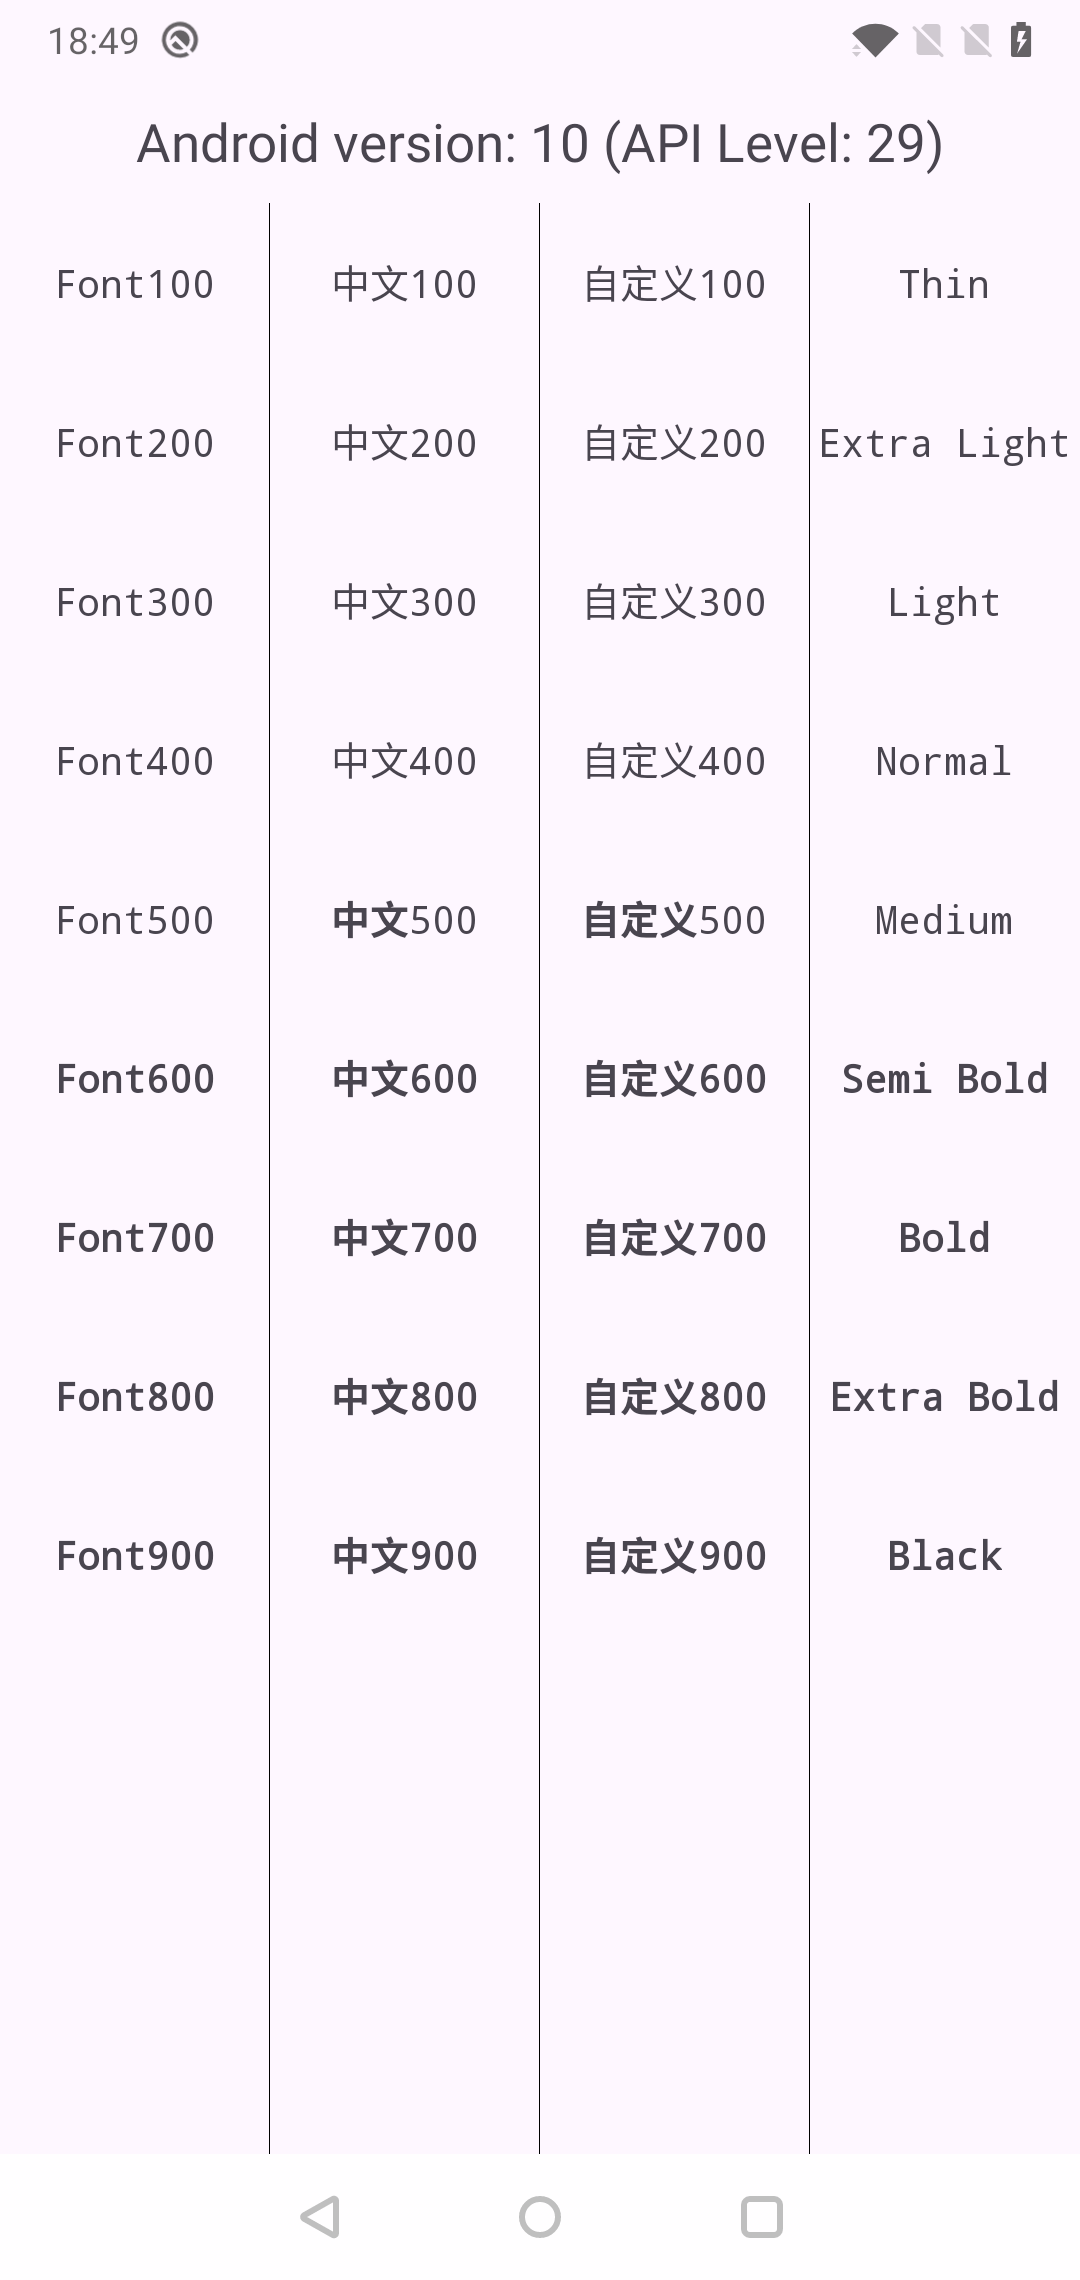 18:49
Android version: 10 (API Level: 29)
Font100 中文100 自定义100 Thin
Font200 中文200 自定义200 Extra Light
Font300 中文300 自定义300 Light
Font400 中文400 自定义400 Normal
Font500 中文500 自定义500 Medium
Font600 中文600 自定义600 Semi Bold
Font700 中文700 自定义700 Bold
Font800 中文800 自定义800 Extra Bold
Font900 中文900 自定义900 Black